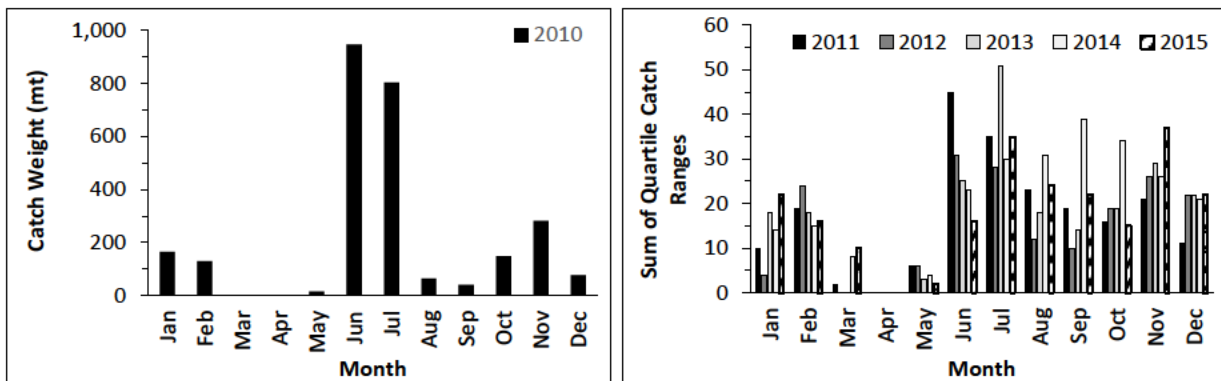 1,000
800
600
400
200
0
Catch Weight (mt)
2010
Jan Feb Mar Apr May Jun Jul Aug Sep Oct Nov Dec
Month
60
50
40
30
20
10
0
Sum of Quartile Catch
Ranges
2011 2012 2013 2014 2015
Jan Feb Mar Apr May Jun Jul Aug Sep Oct Nov Dec
Month